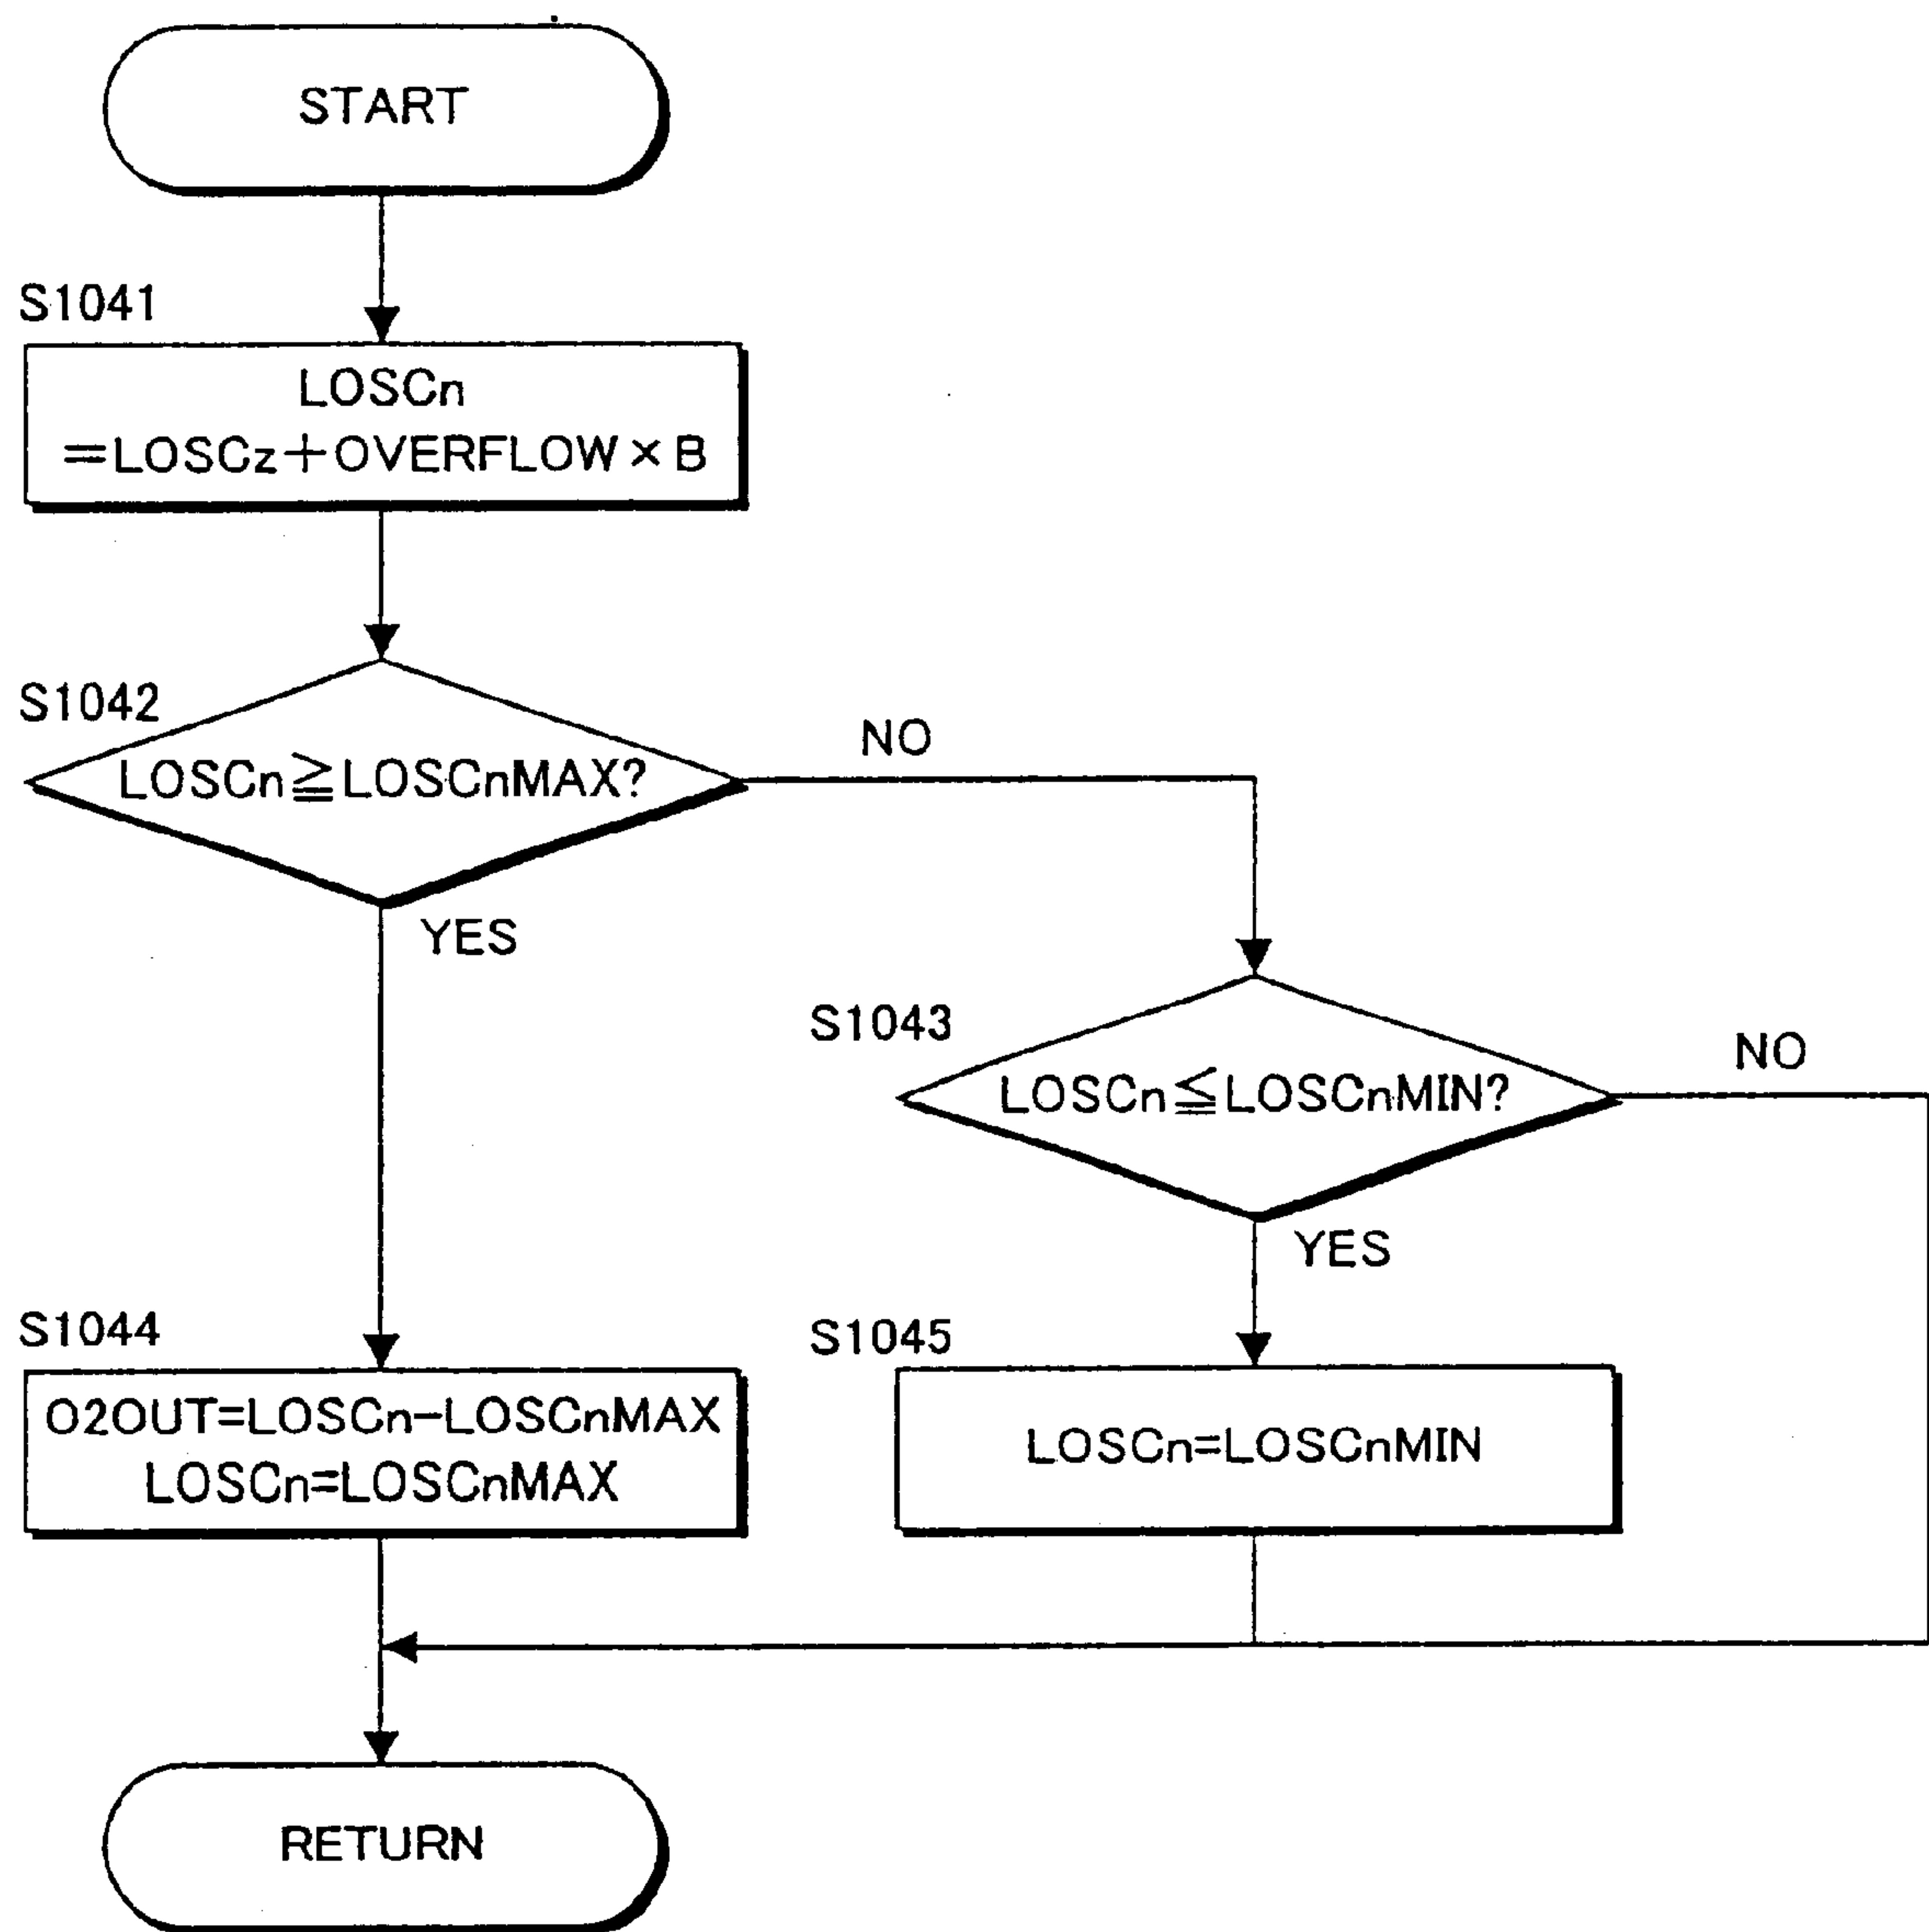 START
S1041
LOSCn
=LOSCz+OVERFLOW×B
S1042
LOSCn≧LOSCnMAX?
NO
YES
S1043
LOSCn≦LOSCnMIN?
NO
YES
S1044
O2OUT=LOSCn-LOSCnMAX
LOSCn=LOSCnMAX
S1045
LOSCn=LOSCnMIN
RETURN